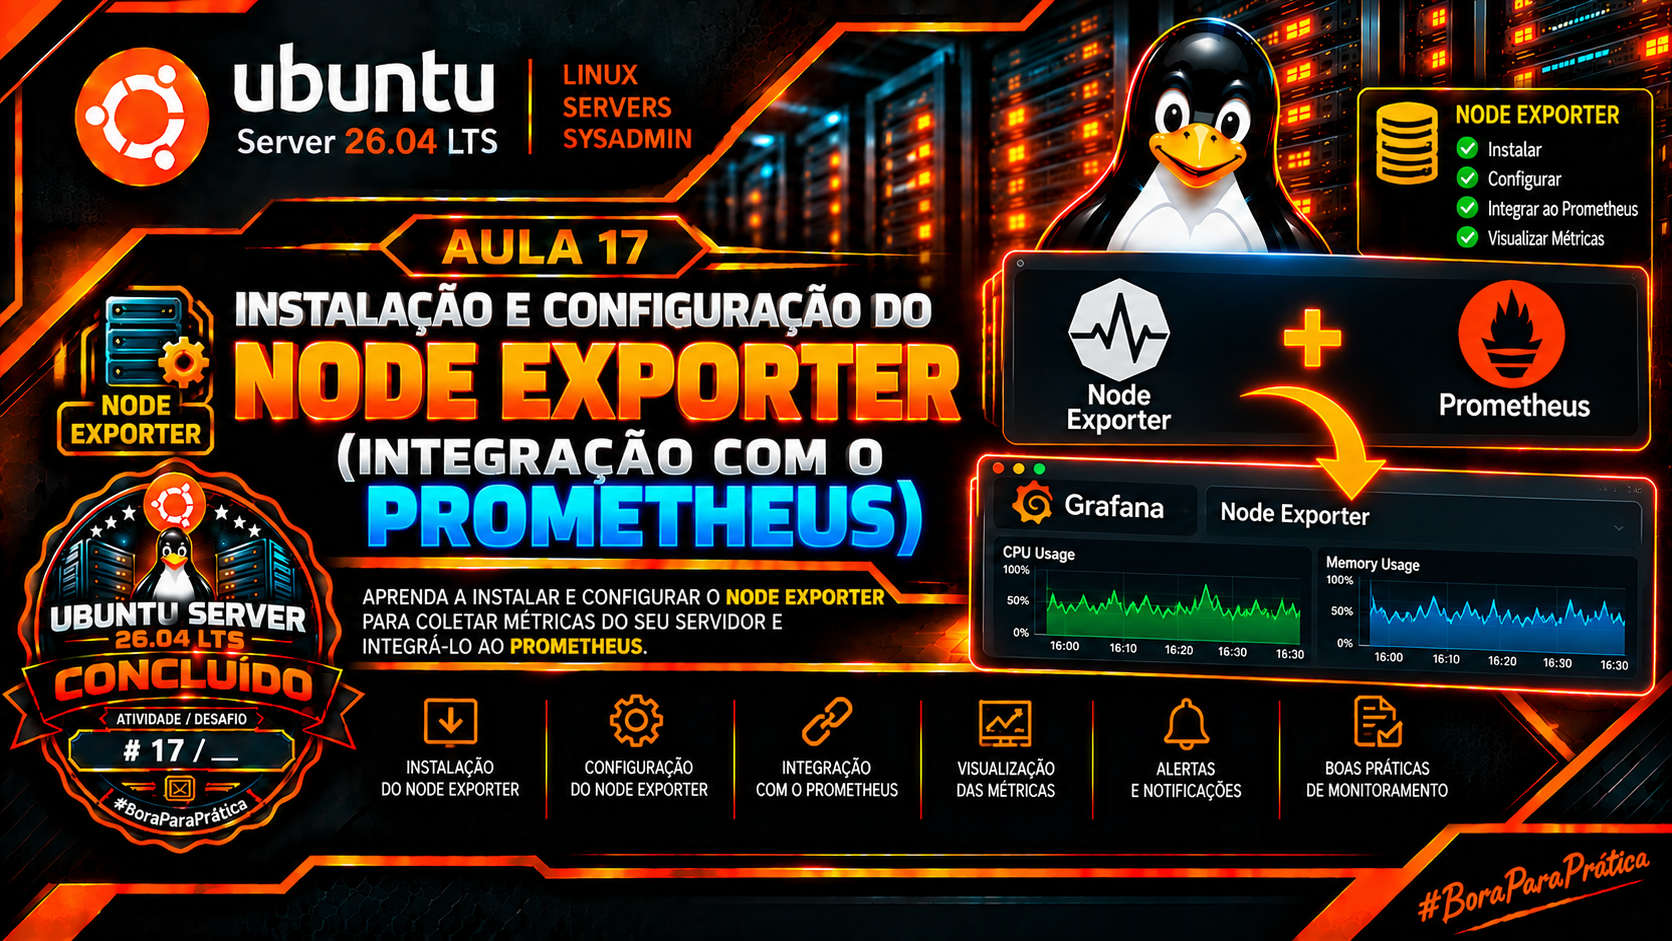 ubuntu
Server 26.04 LTS
LINUX
SERVERS
SYSADMIN
NODE EXPORTER
Instalar
Configurar
Integrar ao Prometheus
Visualizar Métricas
AULA 17
INSTALAÇÃO E CONFIGURAÇÃO DO
NODE EXPORTER
(INTEGRAÇÃO COM O
PROMETHEUS)
NODE
EXPORTER
Node
Exporter
+
Prometheus
Grafana
Node Exporter
CPU Usage
100%
50%
0%
16:00
16:10
16:20
16:30
16:30
Memory Usage
100%
50%
0%
16:00
16:10
16:20
16:30
16:30
APRENDA A INSTALAR E CONFIGURAR O NODE EXPORTER
PARA COLETAR MÉTRICAS DO SEU SERVIDOR E
INTEGRÁ-LO AO PROMETHEUS.
UBUNTU SERVER
26.04 LTS
CONCLUÍDO
ATIVIDADE / DESAFIO
# 17 / __
#BoraParaPrática
INSTALAÇÃO
DO NODE EXPORTER
CONFIGURAÇÃO
DO NODE EXPORTER
INTEGRAÇÃO
COM O PROMETHEUS
VISUALIZAÇÃO
DAS MÉTRICAS
ALERTAS
E NOTIFICAÇÕES
BOAS PRÁTICAS
DE MONITORAMENTO
#BoraParaPrática